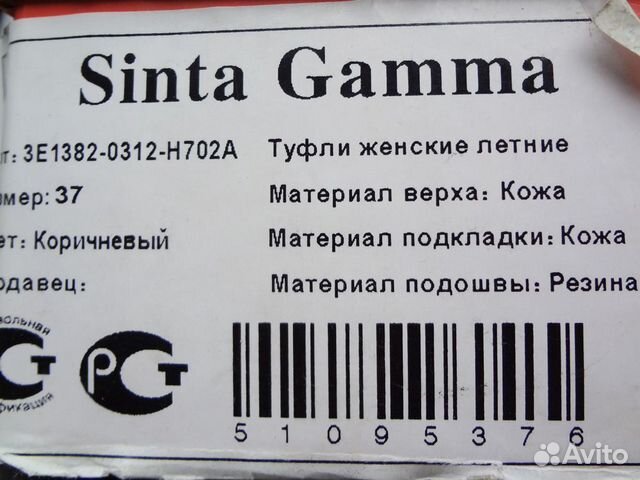 Sinta Gamma
3E1382-0312-H702A
Туфли женские летние
37
Материал верха: Кожа
Коричневый
Материал подкладки: Кожа
Материал подошвы: Резина
РСТ
51095376
Avito